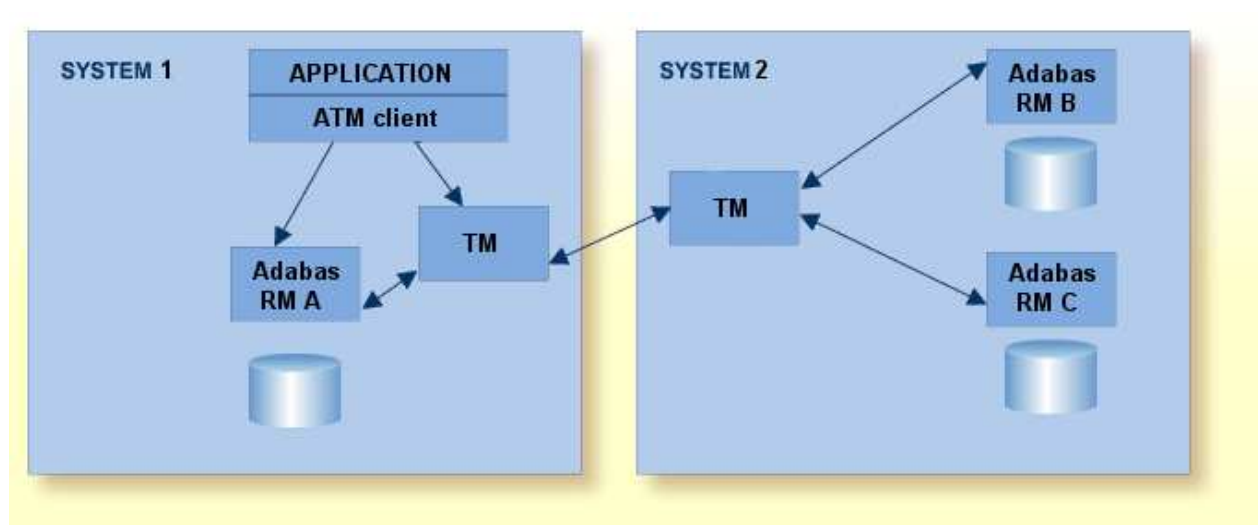 SYSTEM 1
APPLICATION
ATM client
TM
Adabas
RM A
SYSTEM 2
Adabas
RM B
TM
Adabas
RM C